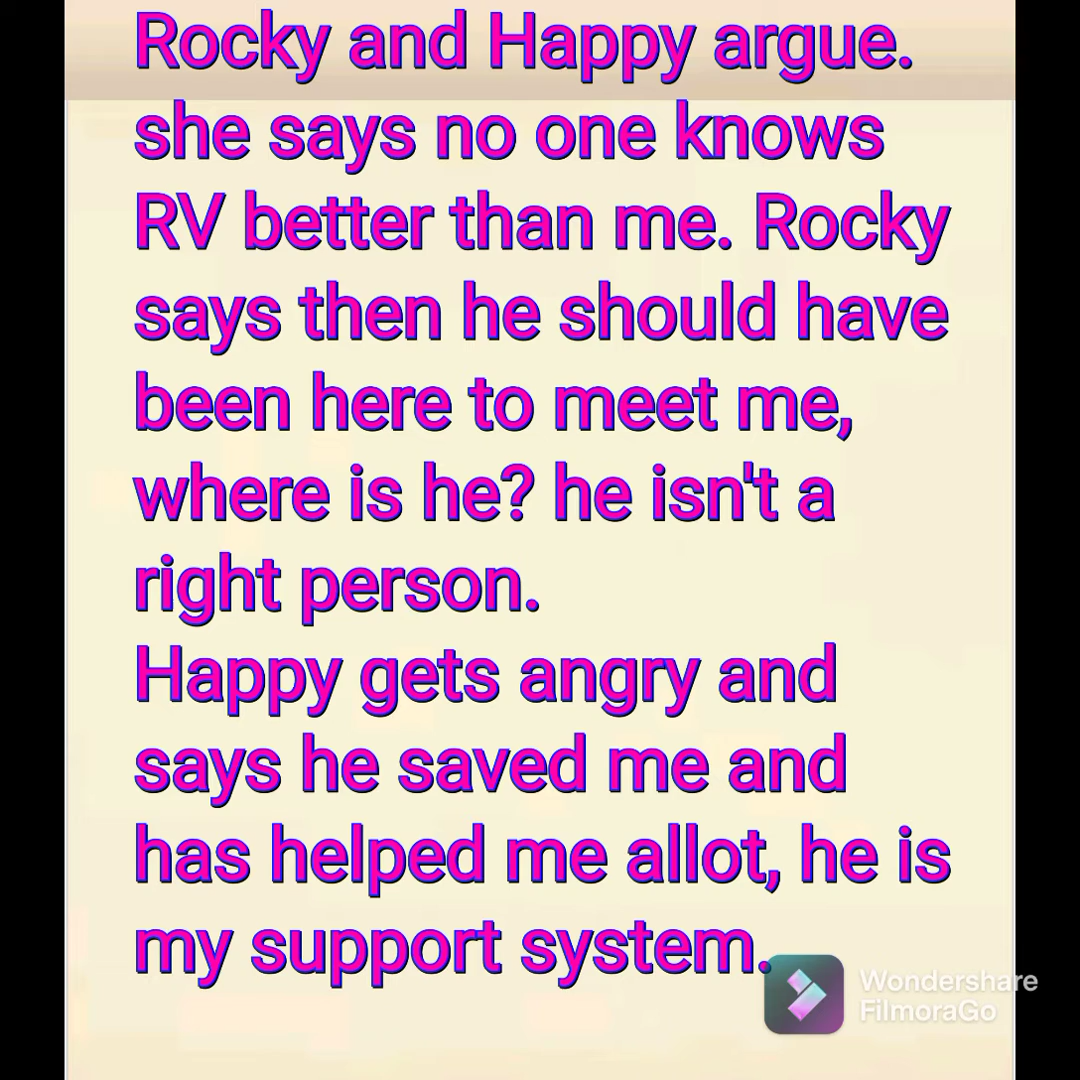 Rocky and Happy argue.
she says no one knows
RV better than me. Rocky
says then he should have
been here to meet me,
where is he? he isn't a
right person.
Happy gets angry and
says he saved me and
has helped me allot, he is
my support system.
Wondershare
FilmoraGo